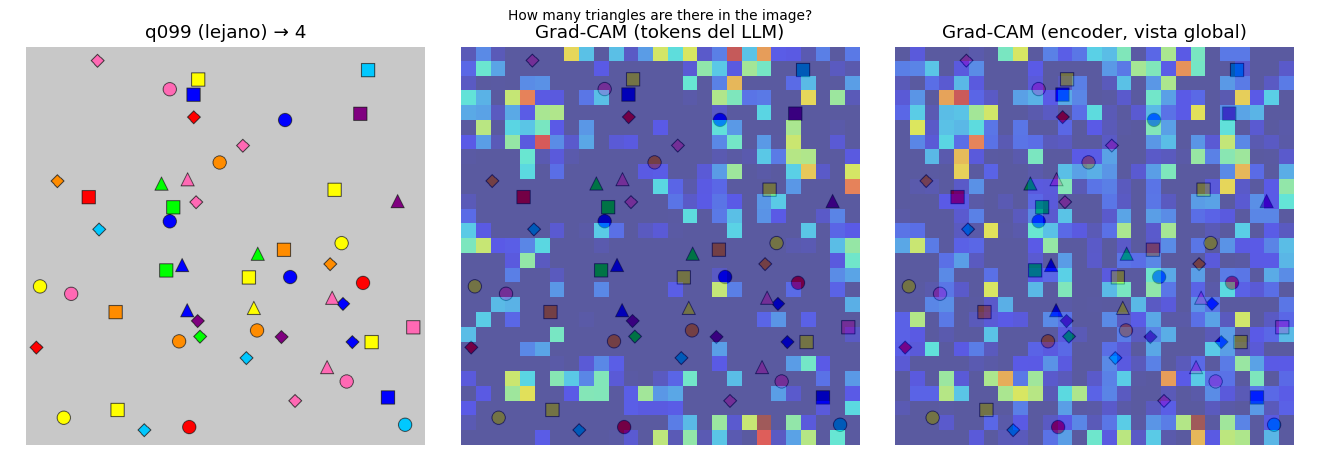 How many triangles are there in the image?
q099 (lejano) → 4
Grad-CAM (tokens del LLM)
Grad-CAM (encoder, vista global)